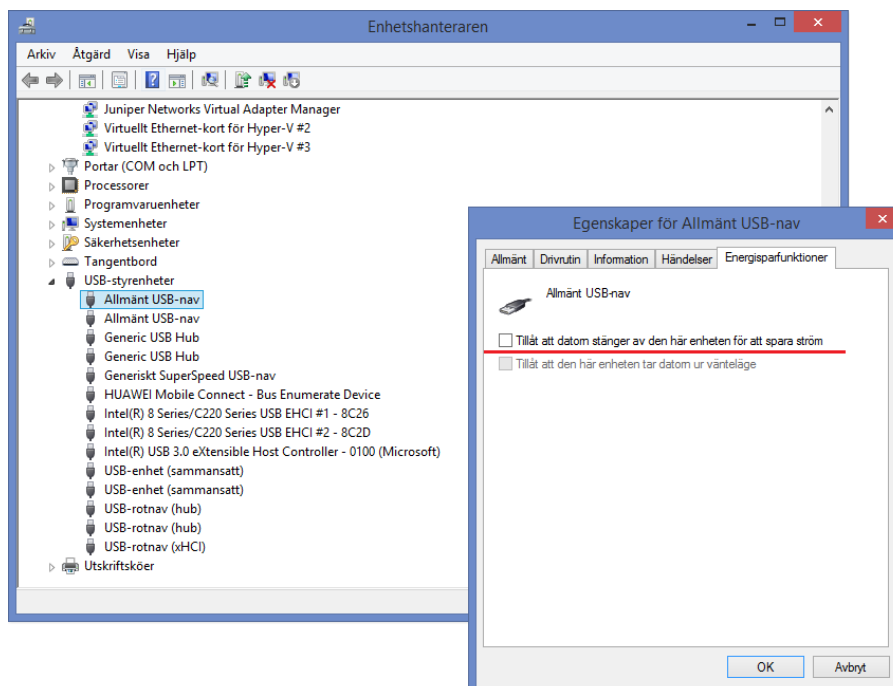 Enhetshanteraren
Arkiv Åtgärd Visa Hjälp
Juniper Networks Virtual Adapter Manager
Virtuellt Ethernet-kort för Hyper-V #2
Virtuellt Ethernet-kort för Hyper-V #3
Portar (COM och LPT)
Processorer
Programvaruenheter
Systemenheter
Säkerhetsenheter
Tangentbord
USB-styrenheter
Allmänt USB-nav
Allmänt USB-nav
Generic USB Hub
Generic USB Hub
Generiskt SuperSpeed USB-nav
HUAWEI Mobile Connect - Bus Enumerate Device
Intel(R) 8 Series/C220 Series USB EHCI #1 - 8C26
Intel(R) 8 Series/C220 Series USB EHCI #2 - 8C2D
Intel(R) USB 3.0 eXtensible Host Controller - 0100 (Microsoft)
USB-enhet (sammansatt)
USB-enhet (sammansatt)
USB-rotnav (hub)
USB-rotnav (hub)
USB-rotnav (xHCI)
Utskriftsköer
Egenskaper för Allmänt USB-nav
Allmänt Drivrutin Information Händelser Energisparfunktioner
Allmänt USB-nav
Tillåt att datorn stänger av den här enheten för att spara ström
Tillåt att den här enheten tar datorn ur vänteläge
OK Avbryt